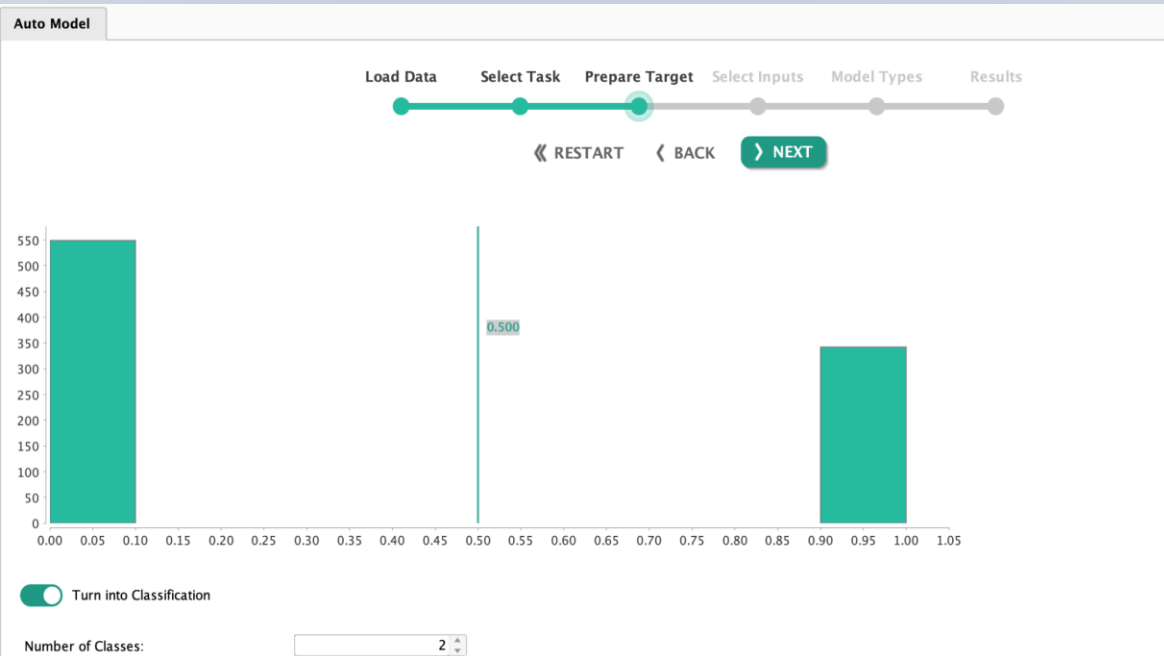 Auto Model
Load Data Select Task Prepare Target Select Inputs Model Types Results
RESTART BACK NEXT
550
500
450
400
350
300
250
200
150
100
50
0
0.500
0.00 0.05 0.10 0.15 0.20 0.25 0.30 0.35 0.40 0.45 0.50 0.55 0.60 0.65 0.70 0.75 0.80 0.85 0.90 0.95 1.00 1.05
Turn into Classification
Number of Classes: 2